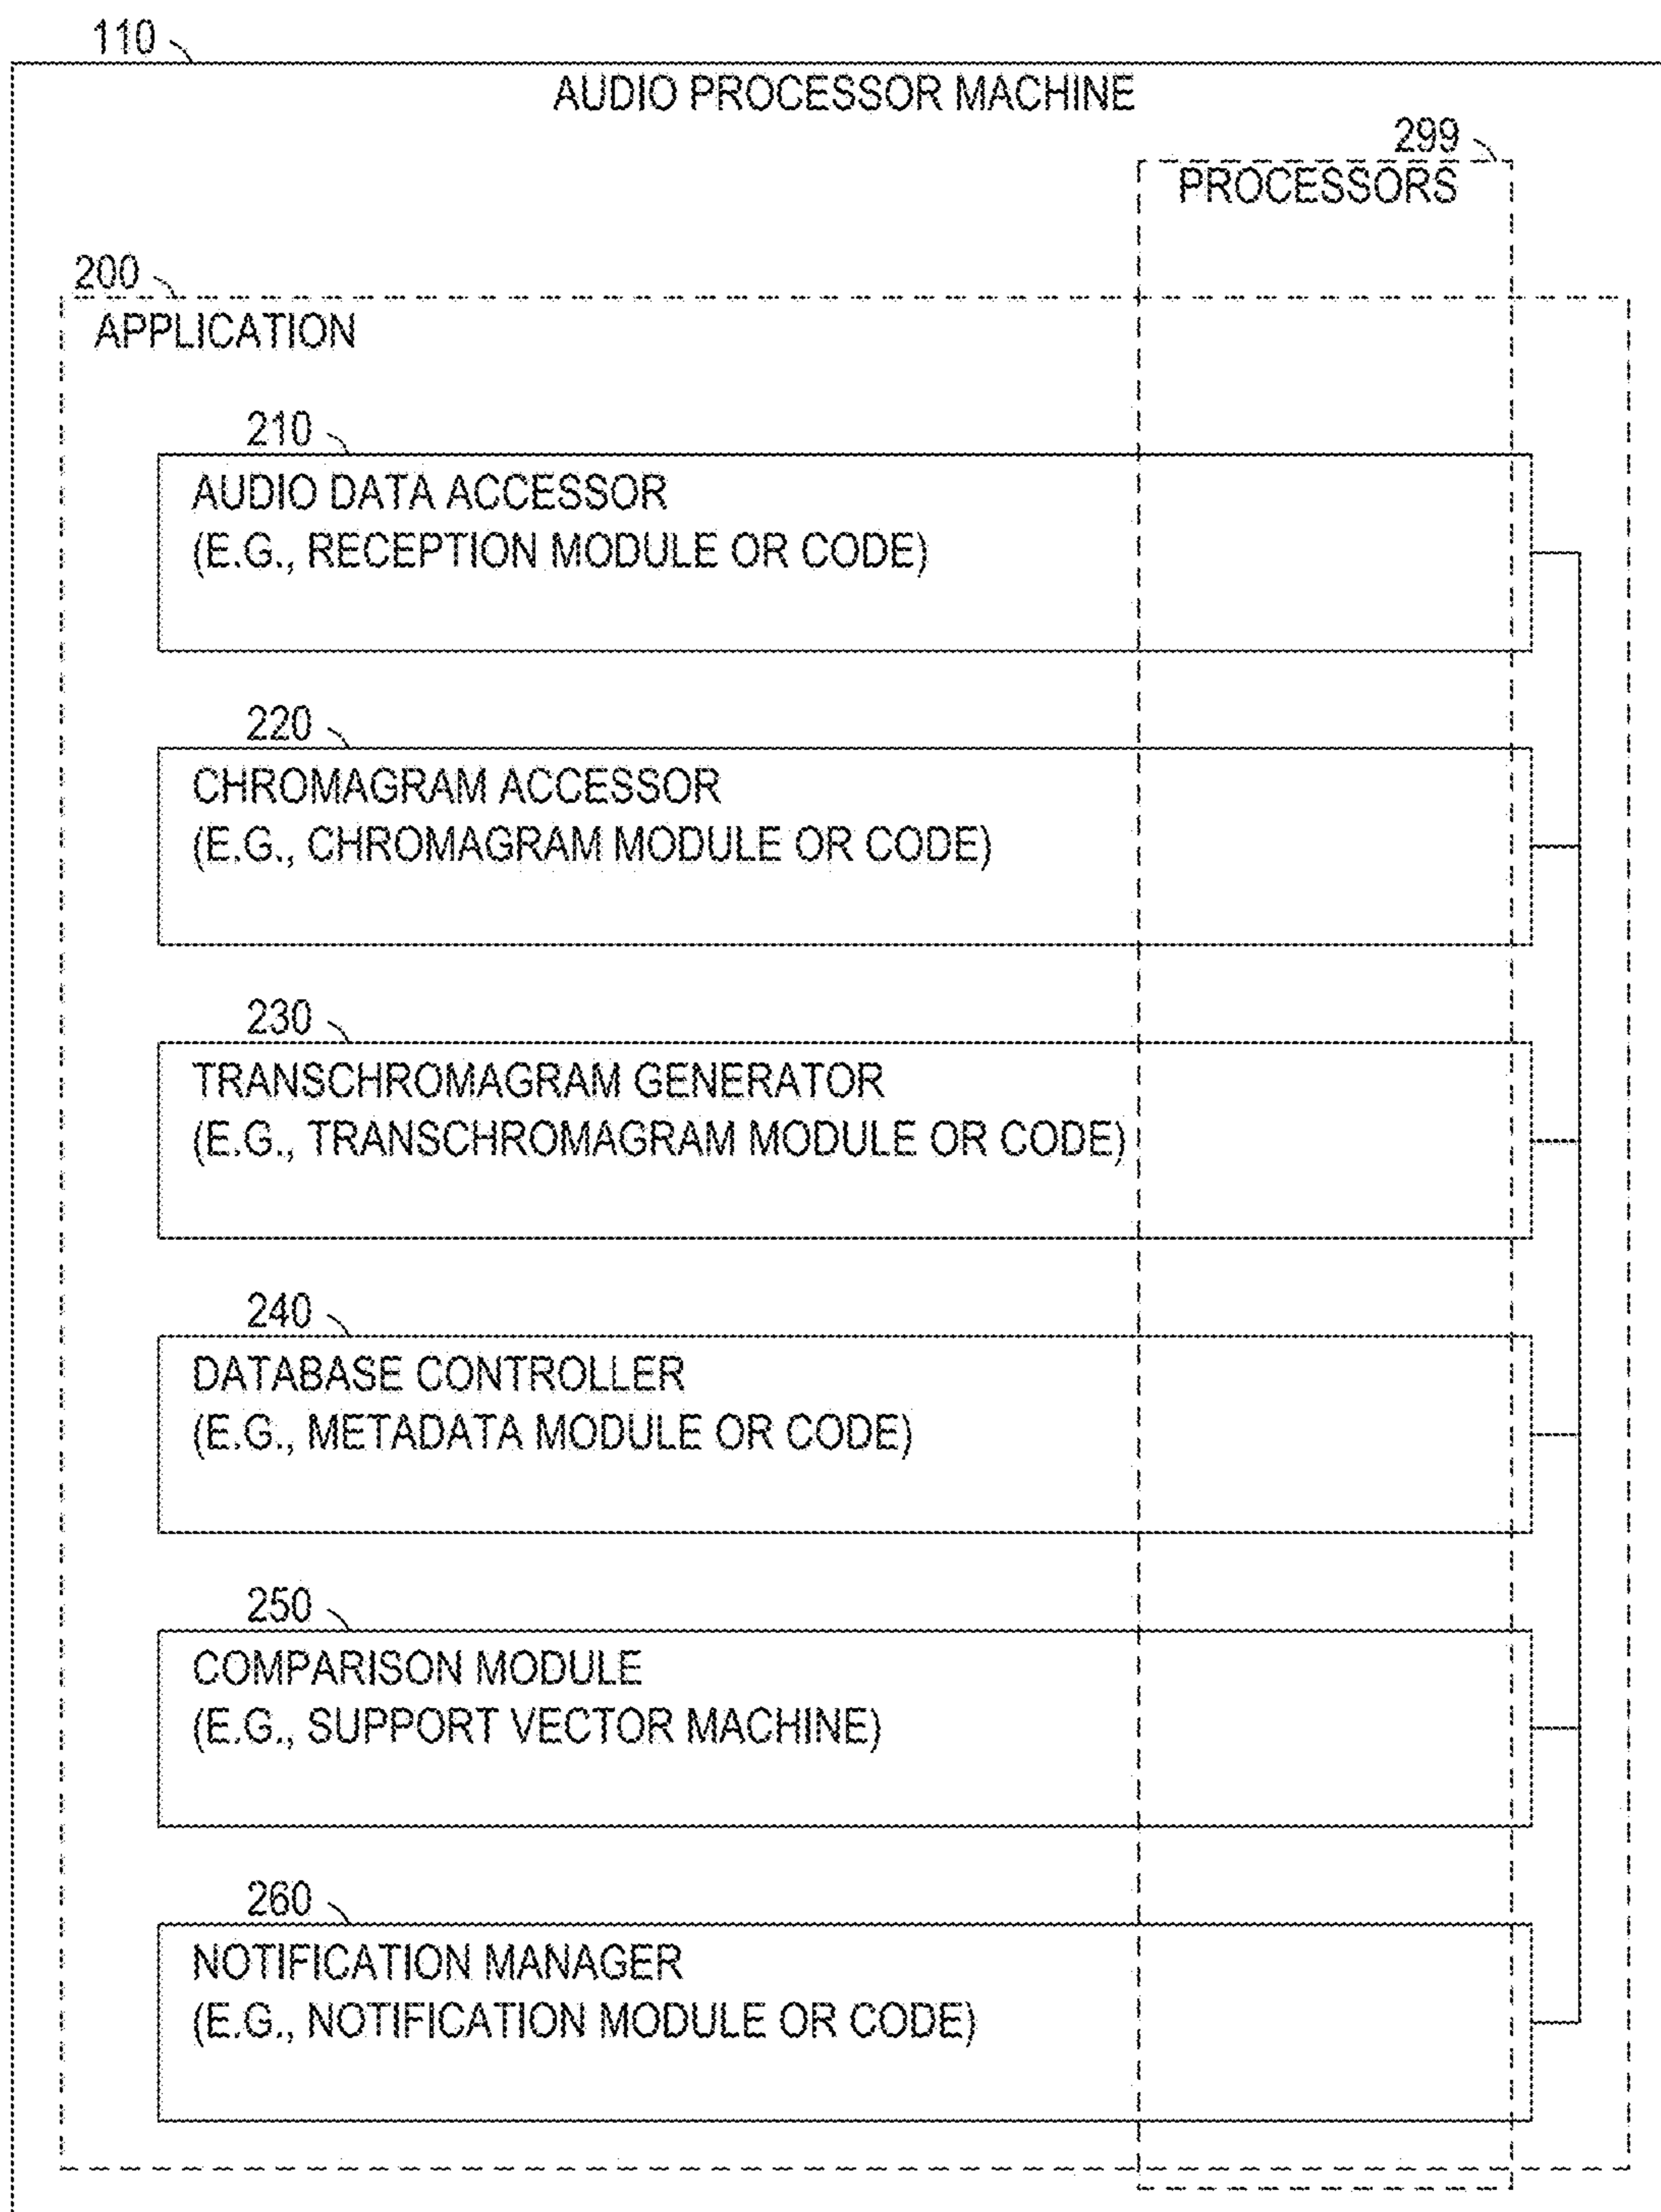 110
AUDIO PROCESSOR MACHINE
299
PROCESSORS
200
APPLICATION
210
AUDIO DATA ACCESSOR
(E.G., RECEPTION MODULE OR CODE)
220
CHROMAGRAM ACCESSOR
(E.G., CHROMAGRAM MODULE OR CODE)
230
TRANSCHROMAGRAM GENERATOR
(E.G., TRANSCHROMAGRAM MODULE OR CODE)
240
DATABASE CONTROLLER
(E.G., METADATA MODULE OR CODE)
250
COMPARISON MODULE
(E.G., SUPPORT VECTOR MACHINE)
260
NOTIFICATION MANAGER
(E.G., NOTIFICATION MODULE OR CODE)